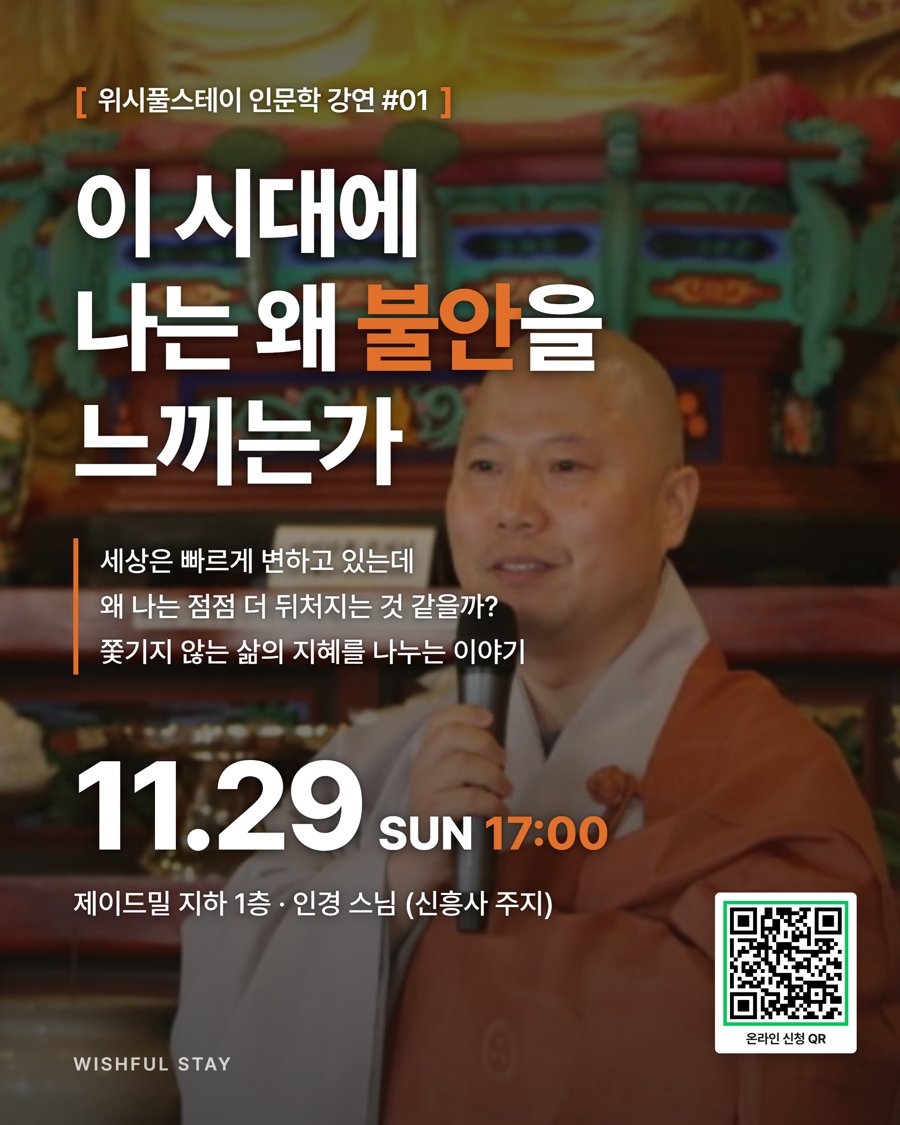 [ 위시풀스테이 인문학 강연 #01 ]
이 시대에
나는 왜 불안을
느끼는가
세상은 빠르게 변하고 있는데
왜 나는 점점 더 뒤처지는 것 같을까?
쫓기지 않는 삶의 지혜를 나누는 이야기
11.29 SUN 17:00
제이드밀 지하 1층 · 인경 스님 (신흥사 주지)
온라인 신청 QR
WISHFUL STAY